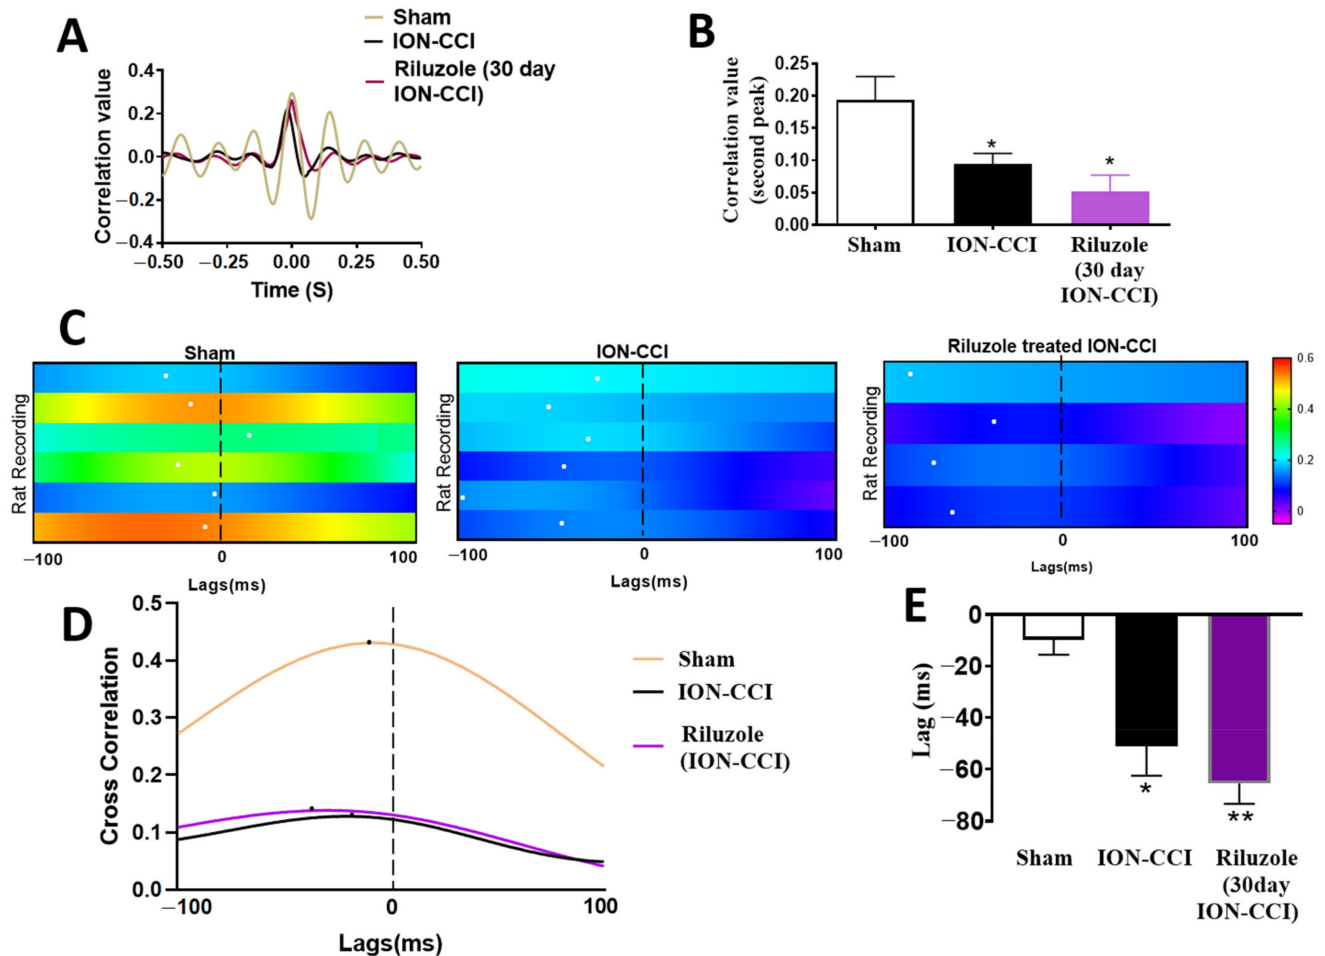 A
Sham
ION-CCI
Riluzole (30 day
ION-CCI)
Correlation value
0.4
0.2
0.0
−0.2
−0.4
−0.50
−0.25
0.00
0.25
0.50
Time (S)
B
Correlation value
(second peak)
0.25
0.20
0.15
0.10
0.05
0.00
*
*
Sham
ION-CCI
Riluzole
(30 day
ION-CCI)
C
Sham
Rat Recording
−100
0
100
Lags(ms)
ION-CCI
Rat Recording
−100
0
100
Lags(ms)
Riluzole treated ION-CCI
Rat Recording
−100
0
100
Lags(ms)
0.6
0.4
0.2
0
D
Cross Correlation
0.5
0.4
0.3
0.2
0.1
0.0
−100
0
100
Lags(ms)
Sham
ION-CCI
Riluzole
(ION-CCI)
E
Lag (ms)
0
−20
−40
−60
−80
*
**
Sham
ION-CCI
Riluzole
(30day
ION-CCI)